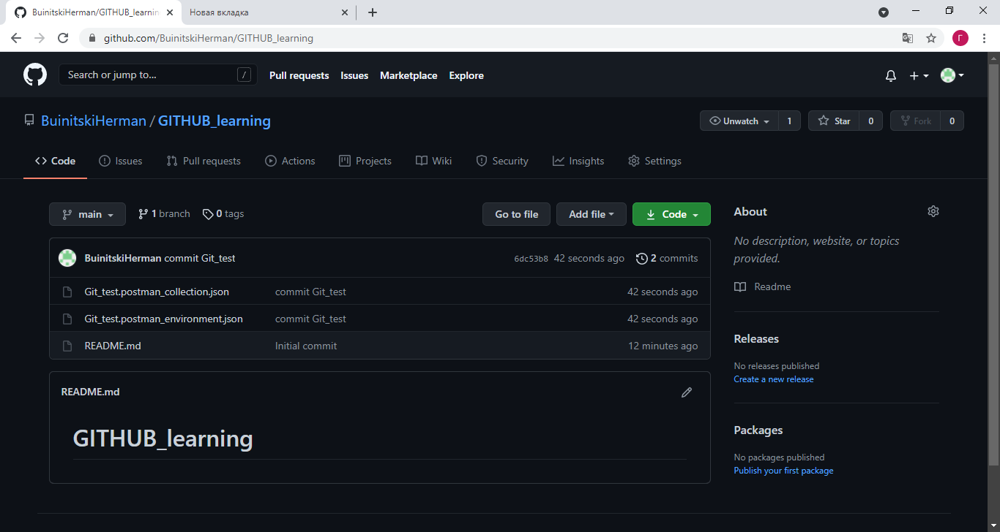 BuinitskiHerman/GITHUB_learnin
Новая вкладка
github.com/BuinitskiHerman/GITHUB_learning
Г
Search or jump to... /
Pull requests Issues Marketplace Explore
BuinitskiHerman / GITHUB_learning
Unwatch 1 Star 0 Fork 0
Code Issues Pull requests Actions Projects Wiki Security Insights Settings
main 1 branch 0 tags Go to file Add file Code
BuinitskiHerman commit Git_test 6dc53b8 42 seconds ago 2 commits
Git_test.postman_collection.json commit Git_test 42 seconds ago
Git_test.postman_environment.json commit Git_test 42 seconds ago
README.md Initial commit 12 minutes ago
README.md
GITHUB_learning
About
No description, website, or topics
provided.
Readme
Releases
No releases published
Create a new release
Packages
No packages published
Publish your first package